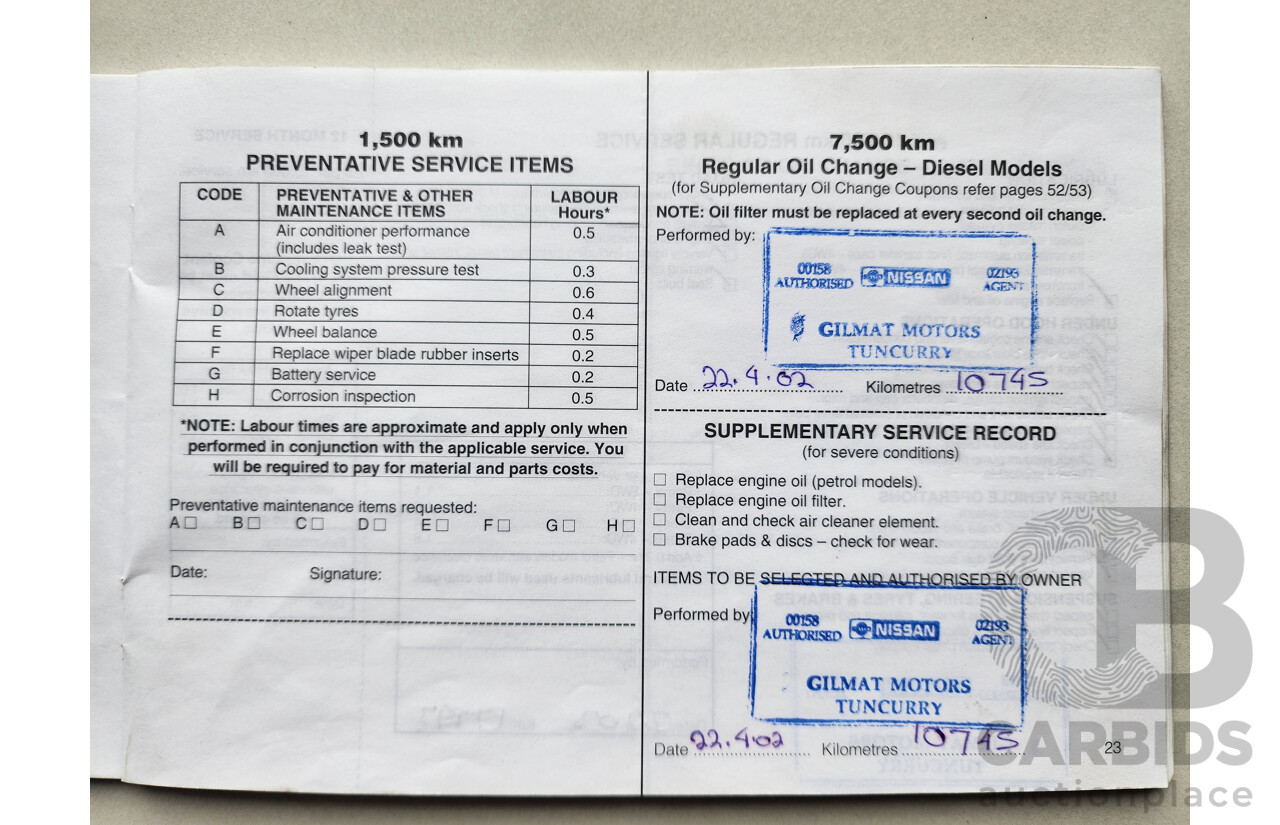 1,500 km
PREVENTATIVE SERVICE ITEMS
CODE PREVENTATIVE & OTHER MAINTENANCE ITEMS LABOUR Hours*
A Air conditioner performance (includes leak test) 0.5
B Cooling system pressure test 0.3
C Wheel alignment 0.6
D Rotate tyres 0.4
E Wheel balance 0.5
F Replace wiper blade rubber inserts 0.2
G Battery service 0.2
H Corrosion inspection 0.5
*NOTE: Labour times are approximate and apply only when
performed in conjunction with the applicable service. You
will be required to pay for material and parts costs.
Preventative maintenance items requested:
A B C D E F G H
Date: Signature:
7,500 km
Regular Oil Change – Diesel Models
(for Supplementary Oil Change Coupons refer pages 52/53)
NOTE: Oil filter must be replaced at every second oil change.
Performed by:
00158 AUTHORISED NISSAN 02193 AGENT
GILMAT MOTORS
TUNCURRY
Date 22.4.02 Kilometres 10745
SUPPLEMENTARY SERVICE RECORD
(for severe conditions)
Replace engine oil (petrol models).
Replace engine oil filter.
Clean and check air cleaner element.
Brake pads & discs – check for wear.
ITEMS TO BE SELECTED AND AUTHORISED BY OWNER
Performed by
00158 AUTHORISED NISSAN 02193 AGENT
GILMAT MOTORS
TUNCURRY
Date 22.4.02 Kilometres 10745
23
CARBIDS
auctionplace